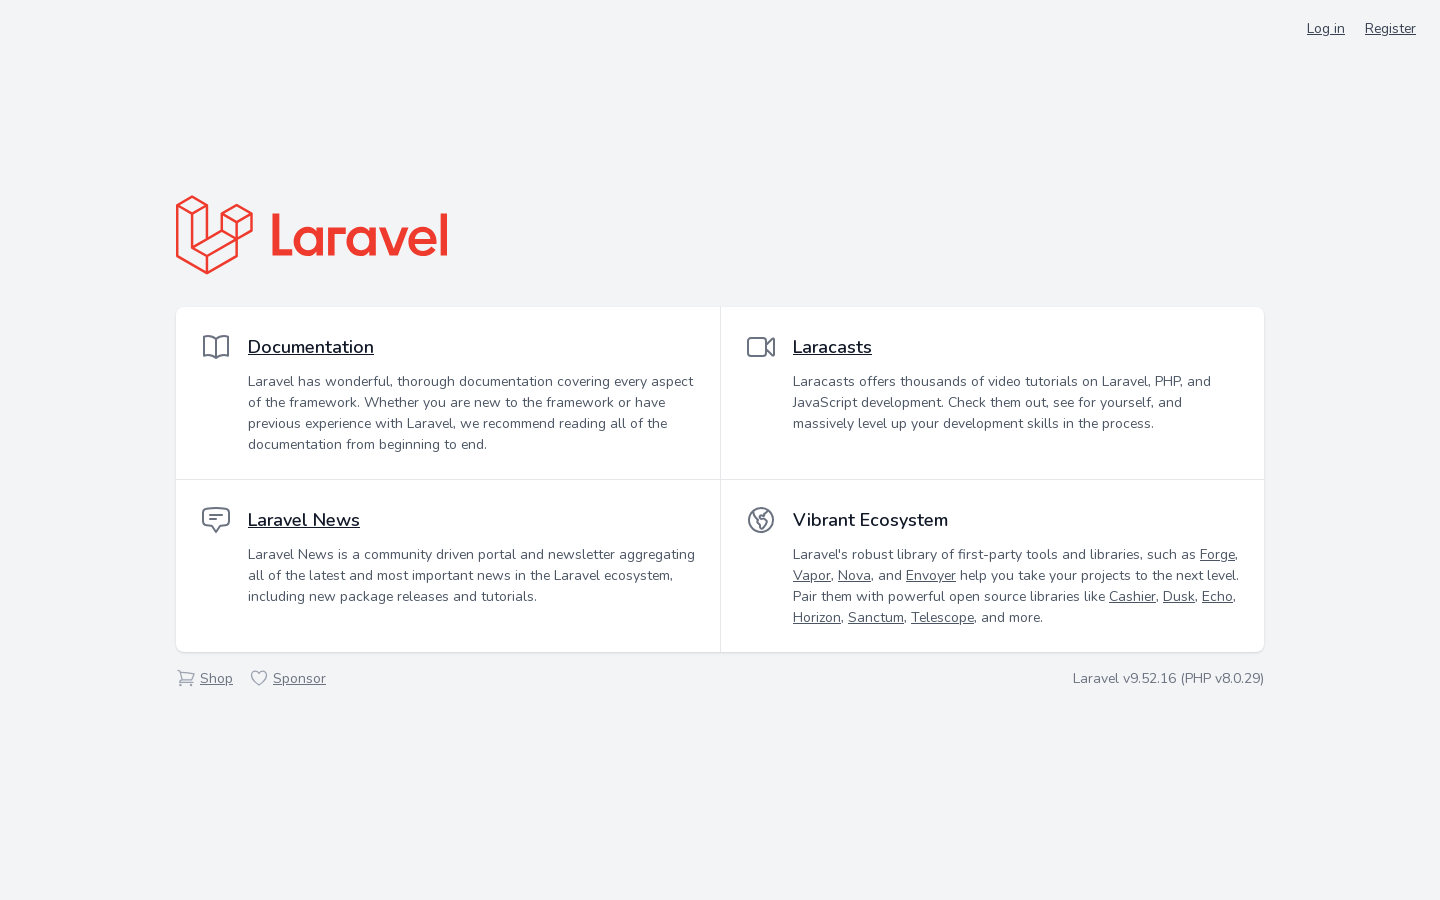 Log in Register
Laravel
Documentation
Laravel has wonderful, thorough documentation covering every aspect
of the framework. Whether you are new to the framework or have
previous experience with Laravel, we recommend reading all of the
documentation from beginning to end.
Laracasts
Laracasts offers thousands of video tutorials on Laravel, PHP, and
JavaScript development. Check them out, see for yourself, and
massively level up your development skills in the process.
Laravel News
Laravel News is a community driven portal and newsletter aggregating
all of the latest and most important news in the Laravel ecosystem,
including new package releases and tutorials.
Vibrant Ecosystem
Laravel's robust library of first-party tools and libraries, such as Forge,
Vapor, Nova, and Envoyer help you take your projects to the next level.
Pair them with powerful open source libraries like Cashier, Dusk, Echo,
Horizon, Sanctum, Telescope, and more.
Shop Sponsor
Laravel v9.52.16 (PHP v8.0.29)